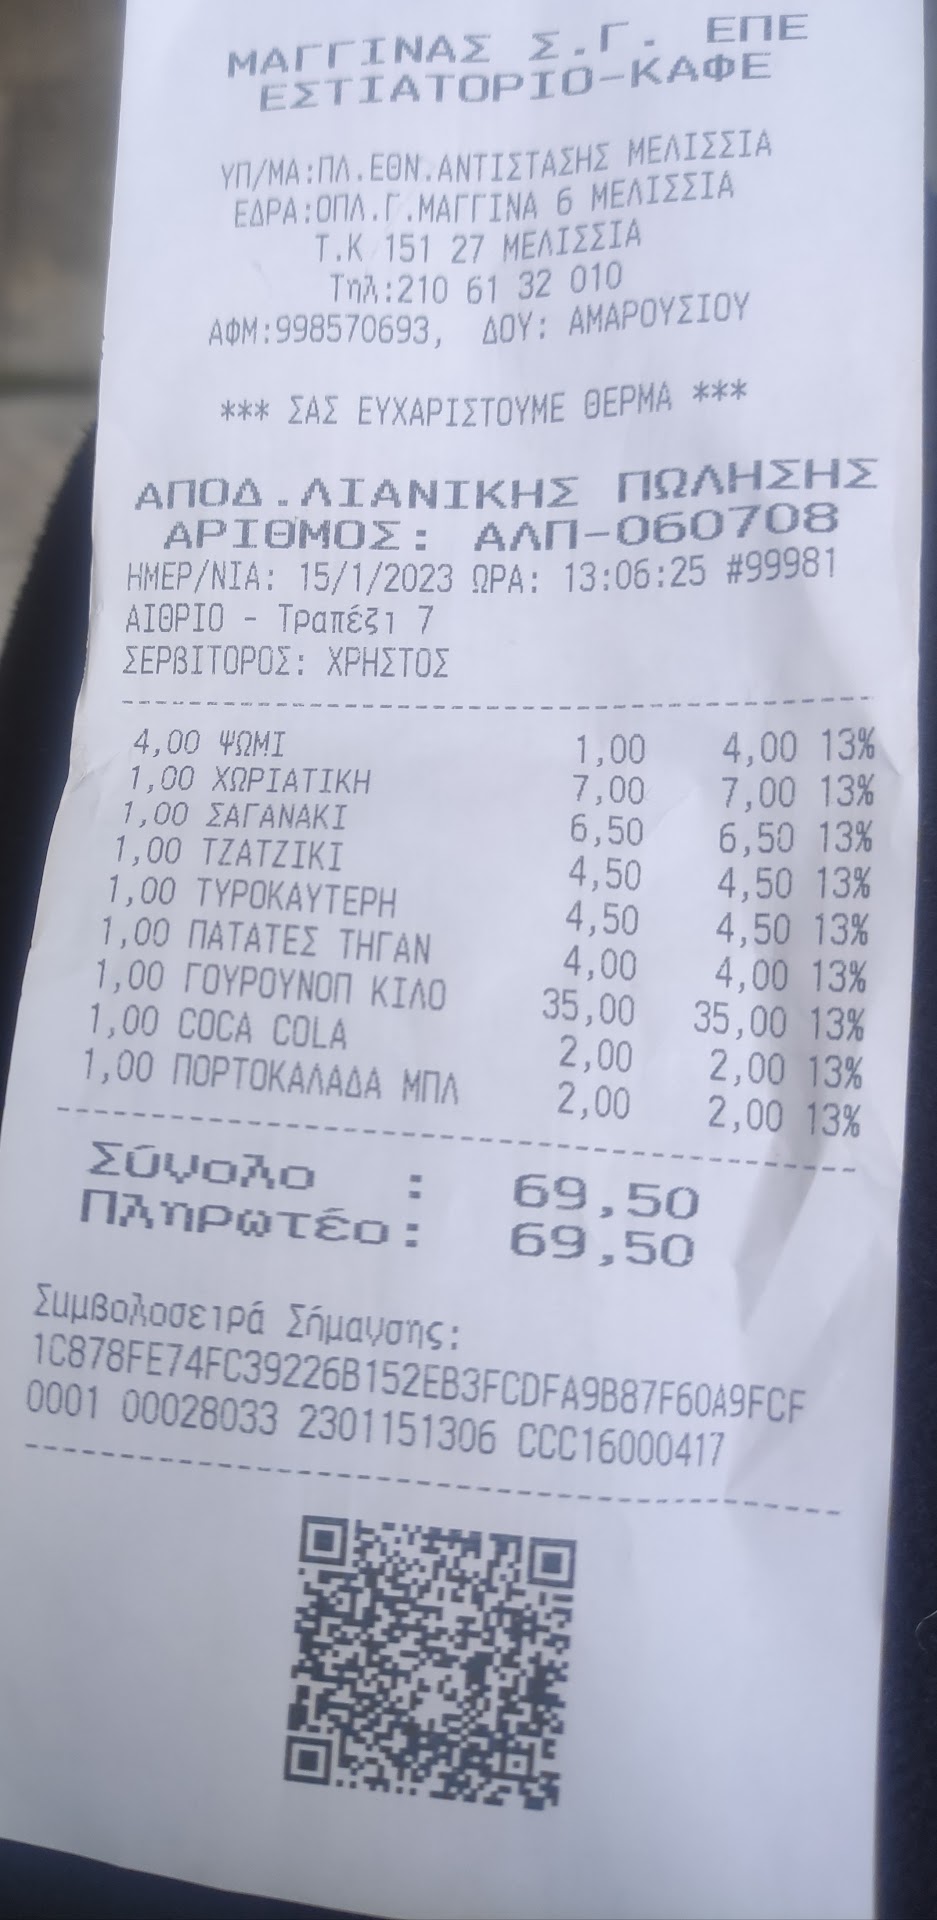 ΜΑΓΓΙΝΑΣ Σ.Γ. ΕΠΕ
ΕΣΤΙΑΤΟΡΙΟ-ΚΑΦΕ
ΥΠ/ΜΑ:ΠΛ.ΕΘΝ.ΑΝΤΙΣΤΑΣΗΣ ΜΕΛΙΣΣΙΑ
ΕΔΡΑ:ΟΠΛ.Γ.ΜΑΓΓΙΝΑ 6 ΜΕΛΙΣΣΙΑ
Τ.Κ 151 27 ΜΕΛΙΣΣΙΑ
Τηλ:210 61 32 010
ΑΦΜ:998570693, ΔΟΥ: ΑΜΑΡΟΥΣΙΟΥ
*** ΣΑΣ ΕΥΧΑΡΙΣΤΟΥΜΕ ΘΕΡΜΑ ***
ΑΠΟΔ.ΛΙΑΝΙΚΗΣ ΠΩΛΗΣΗΣ
ΑΡΙΘΜΟΣ: ΑΛΠ-060708
ΗΜΕΡ/ΝΙΑ: 15/1/2023 ΩΡΑ: 13:06:25 #99981
ΑΙΘΡΙΟ - Τραπέζι 7
ΣΕΡΒΙΤΟΡΟΣ: ΧΡΗΣΤΟΣ
4,00 ΨΩΜΙ 1,00 4,00 13%
1,00 ΧΩΡΙΑΤΙΚΗ 7,00 7,00 13%
1,00 ΣΑΓΑΝΑΚΙ 6,50 6,50 13%
1,00 ΤΖΑΤΖΙΚΙ 4,50 4,50 13%
1,00 ΤΥΡΟΚΑΥΤΕΡΗ 4,50 4,50 13%
1,00 ΠΑΤΑΤΕΣ ΤΗΓΑΝ 4,00 4,00 13%
1,00 ΓΟΥΡΟΥΝΟΠ ΚΙΛΟ 35,00 35,00 13%
1,00 COCA COLA 2,00 2,00 13%
1,00 ΠΟΡΤΟΚΑΛΑΔΑ ΜΠΛ 2,00 2,00 13%
Σύνολο : 69,50
Πληρωτέο: 69,50
Συμβολοσειρά Σήμανσης:
1C878FE74FC39226B152EB3FCDFA9B87F60A9FCF
0001 00028033 2301151306 CCC16000417